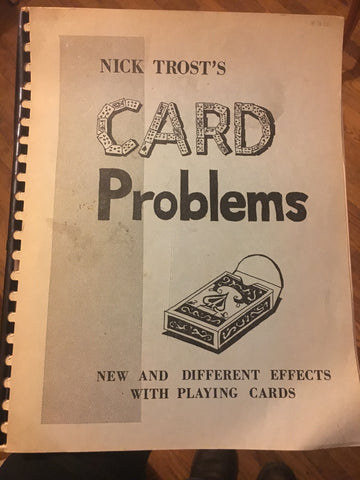 NICK TROST'S
CARD
Problems
NEW AND DIFFERENT EFFECTS
WITH PLAYING CARDS